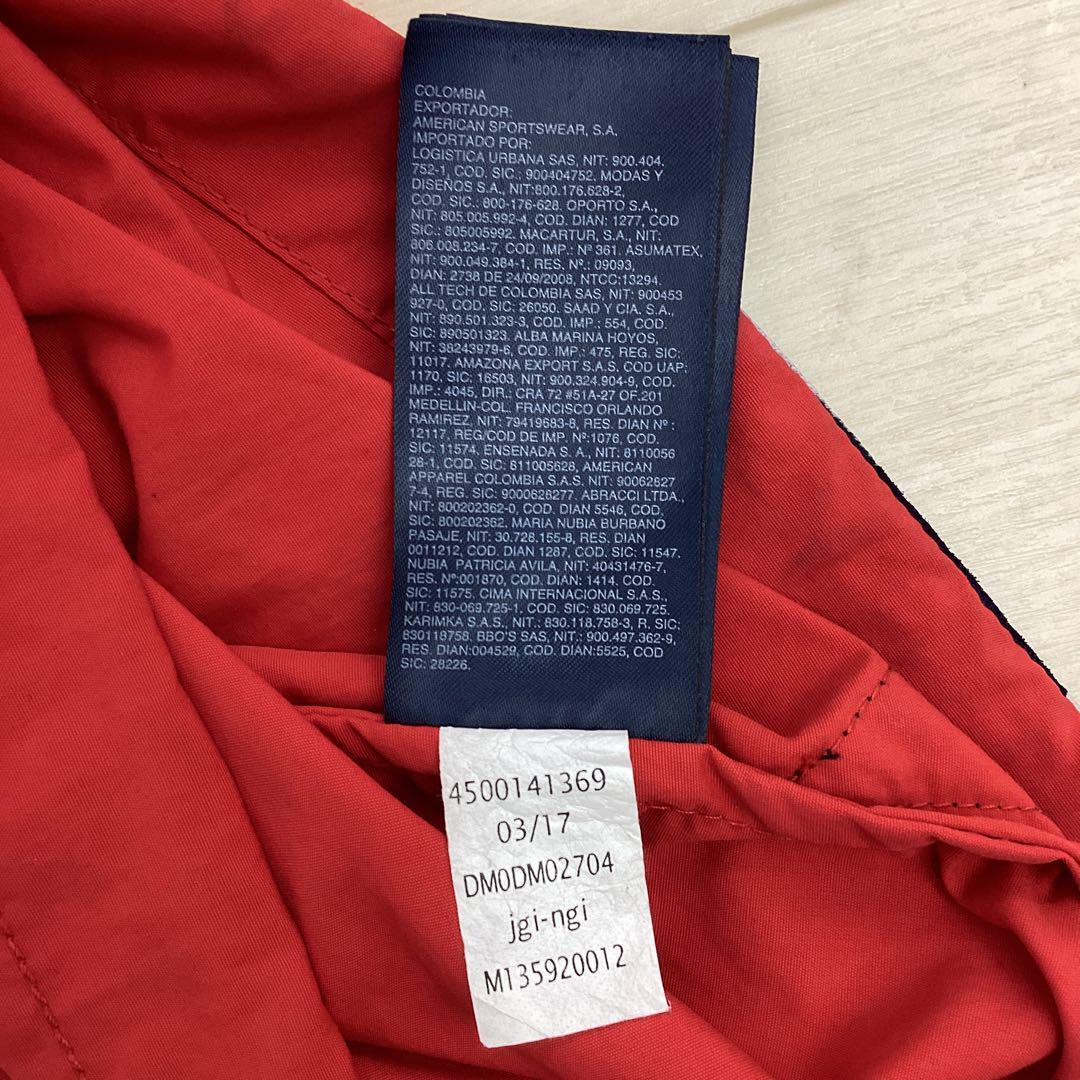 COLOMBIA
EXPORTADOR:
AMERICAN SPORTSWEAR, S.A.
IMPORTADO POR:
LOGISTICA URBANA SAS, NIT: 900.404.
752-1, COD. SIC.: 900404752. MODAS Y
DISEÑOS S.A., NIT:800.176.628-2,
COD. SIC.: 800-176-628. OPORTO S.A.,
NIT: 805.005.992-4, COD. DIAN: 1277, COD
SIC.: 805005992. MACARTUR, S.A., NIT:
806.008.234-7, COD. IMP.: Nº 361. ASUMATEX,
NIT: 900.049.384-1, RES. Nº.: 09093,
DIAN: 2738 DE 24/09/2008, NTCC:13294.
ALL TECH DE COLOMBIA SAS, NIT: 900453
927-0, COD. SIC: 26050. SAAD Y CIA. S.A.,
NIT: 890.501.323-3, COD. IMP.: 554, COD.
SIC: 890501323. ALBA MARINA HOYOS,
NIT: 38243979-6, COD. IMP.: 475, REG. SIC:
11017. AMAZONA EXPORT S.A.S. COD UAP:
1170, SIC: 16503, NIT: 900.324.904-9, COD.
IMP.: 4045, DIR.: CRA 72 #51A-27 OF.201
MEDELLIN-COL. FRANCISCO ORLANDO
RAMIREZ, NIT: 79419683-8, RES. DIAN Nº :
12117, REG/COD DE IMP. Nº:1076, COD.
SIC: 11574, ENSENADA S. A., NIT: 8110056
28-1, COD. SIC: 611005628, AMERICAN
APPAREL COLOMBIA S.A.S. NIT: 90062827
7-4, REG. SIC: 9000628277. ABRACCI LTDA.,
NIT: 800202362-0, COD. DIAN 5546, COD.
SIC: 800202362. MARIA NUBIA BURBANO
PASAJE, NIT: 30.728.155-8, RES. DIAN
0011212, COD. DIAN 1287, COD. SIC: 11547.
NUBIA PATRICIA AVILA, NIT: 40431476-7,
RES. Nº:001870, COD. DIAN: 1414, COD.
SIC: 11575. CIMA INTERNACIONAL S.A.S.,
NIT: 830-069.725-1, COD. SIC: 830.069.725.
KARIMKA S.A.S., NIT: 830.118.758-3, R. SIC:
830118758. BBO'S SAS, NIT: 900.497.362-9,
RES. DIAN:004529, COD. DIAN:5525, COD
SIC: 28226.
4500141369
03/17
DM0DM02704
jgi-ngi
M135920012